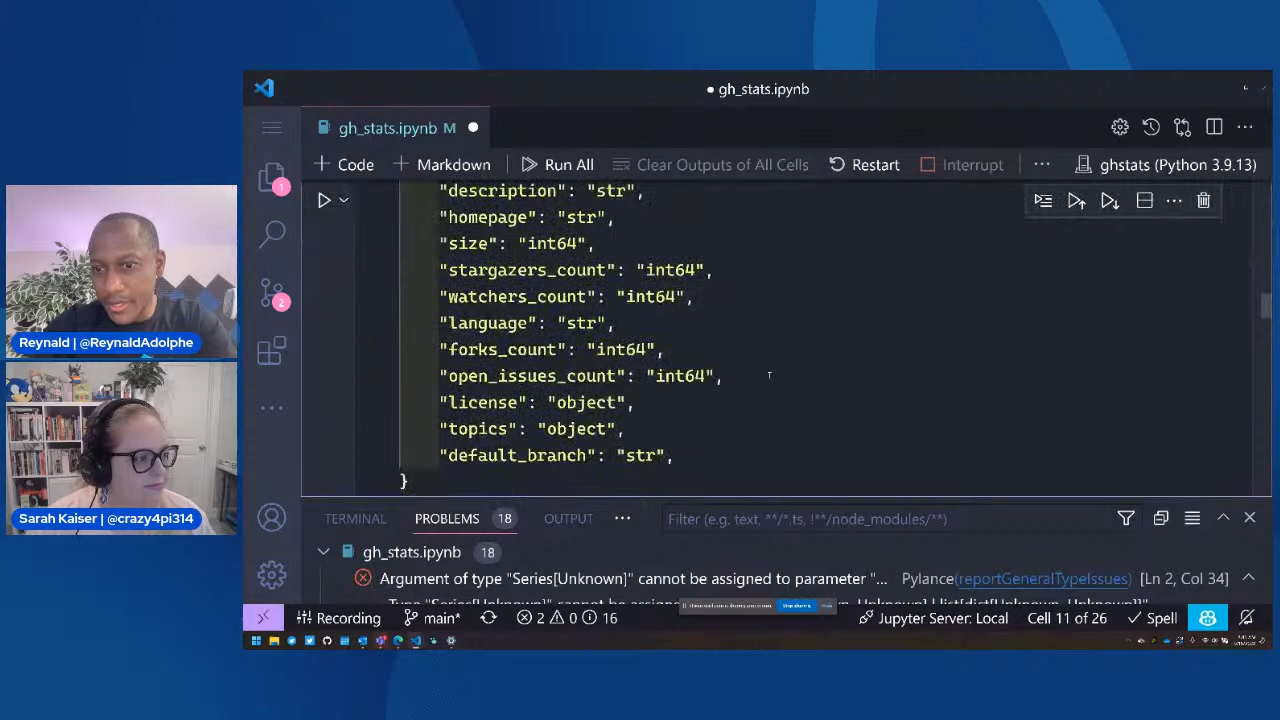 gh_stats.ipynb
gh_stats.ipynb M
Code
Markdown
Run All
Clear Outputs of All Cells
Restart
Interrupt
ghstats (Python 3.9.13)
1
2
"description": "str",
"homepage": "str",
"size": "int64",
"stargazers_count": "int64",
"watchers_count": "int64",
"language": "str",
"forks_count": "int64",
"open_issues_count": "int64",
"license": "object",
"topics": "object",
"default_branch": "str",
}
Reynald | @ReynaldAdolphe
Sarah Kaiser | @crazy4pi314
TERMINAL
PROBLEMS 18
OUTPUT
Filter (e.g. text, **/*.ts, !**/node_modules/**)
gh_stats.ipynb 18
Argument of type "Series[Unknown]" cannot be assigned to parameter "... Pylance(reportGeneralTypeIssues) [Ln 2, Col 34]
Recording
main*
2 0 16
Jupyter Server: Local
Cell 11 of 26
Spell